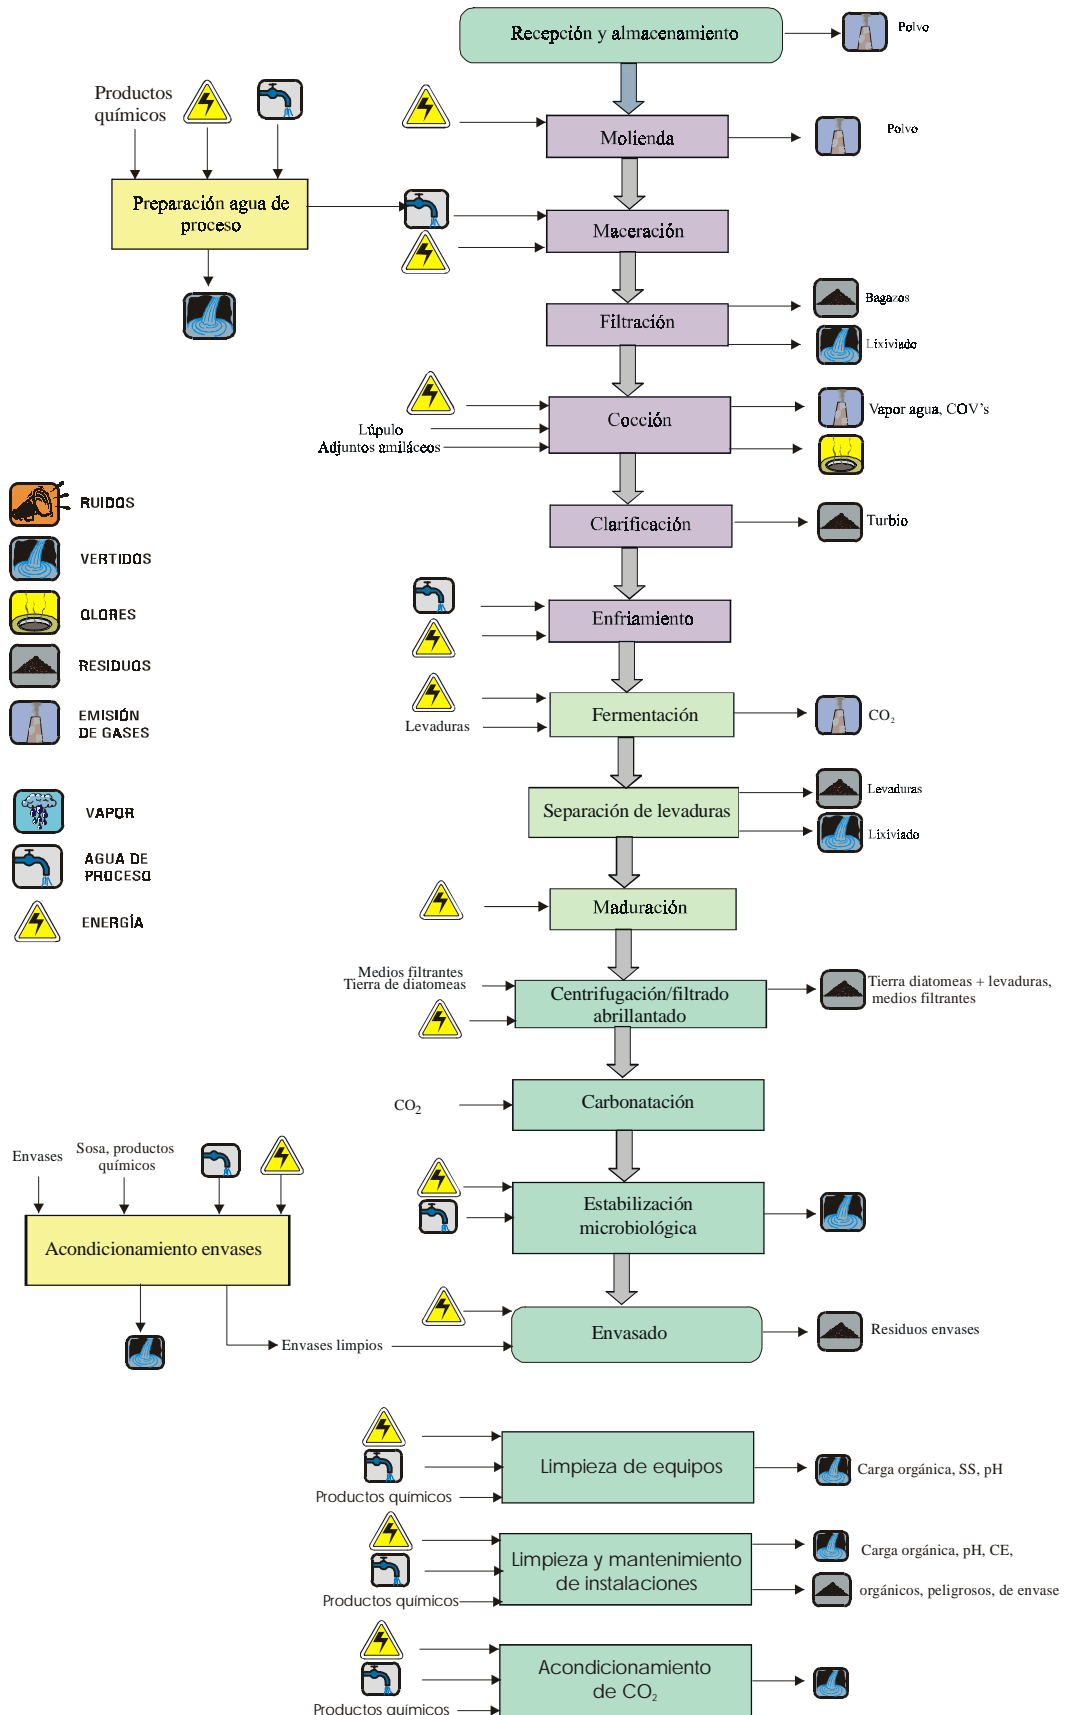 Recepción y almacenamiento
Polvo
Productos
químicos
Molienda
Polvo
Preparación agua de
proceso
Maceración
Filtración
Bagazos
Lixiviado
Cocción
Lúpulo
Adjuntos amiláceos
Vapor agua, COV's
Clarificación
Turbio
RUIDOS
VERTIDOS
OLORES
RESIDUOS
EMISIÓN
DE GASES
VAPOR
AGUA DE
PROCESO
ENERGÍA
Enfriamiento
Fermentación
Levaduras
CO₂
Separación de levaduras
Levaduras
Lixiviado
Maduración
Medios filtrantes
Tierra de diatomeas
Centrifugación/filtrado
abrillantado
Tierra diatomeas + levaduras,
medios filtrantes
CO₂
Carbonatación
Envases
Sosa, productos
químicos
Acondicionamiento envases
Estabilización
microbiológica
Envases limpios
Envasado
Residuos envases
Limpieza de equipos
Productos químicos
Carga orgánica, SS, pH
Limpieza y mantenimiento
de instalaciones
Productos químicos
Carga orgánica, pH, CE,
orgánicos, peligrosos, de envase
Acondicionamiento
de CO₂
Productos químicos